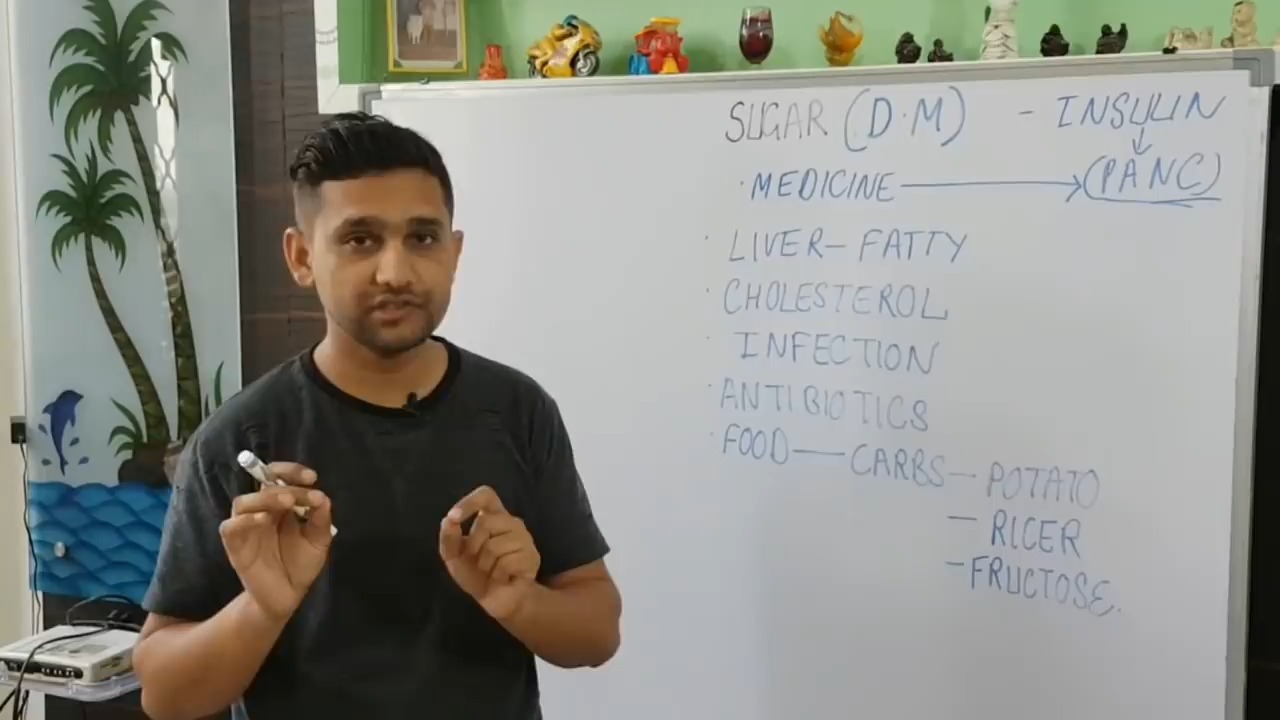 SUGAR (D.M) - INSULIN
· MEDICINE → (PANC)
· LIVER - FATTY
· CHOLESTEROL
· INFECTION
· ANTIBIOTICS
· FOOD — CARBS - POTATO
- RICER
- FRUCTOSE.